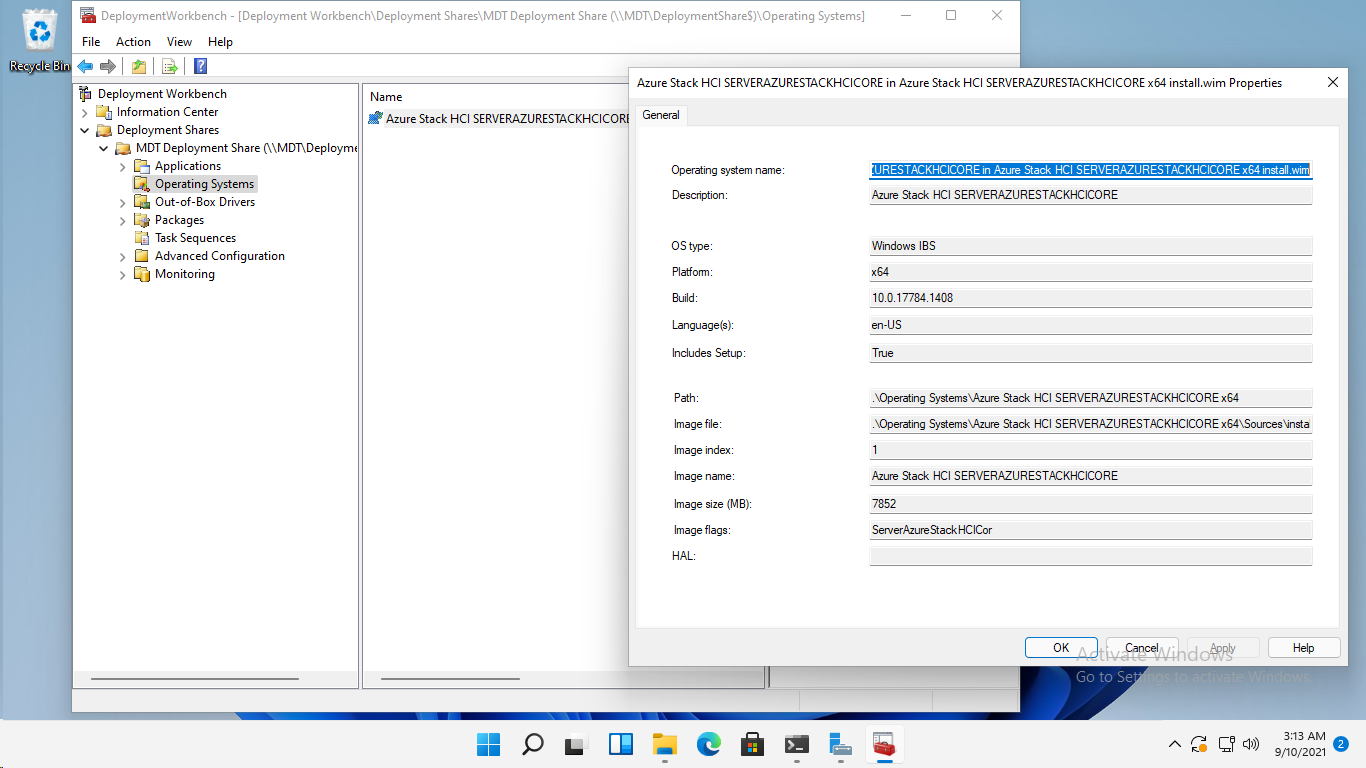 Recycle Bin
DeploymentWorkbench - [Deployment Workbench\Deployment Shares\MDT Deployment Share (\\MDT\DeploymentShare$)\Operating Systems]
File Action View Help
Deployment Workbench
Information Center
Deployment Shares
MDT Deployment Share (\\MDT\Deployme
Applications
Operating Systems
Out-of-Box Drivers
Packages
Task Sequences
Advanced Configuration
Monitoring
Name
Azure Stack HCI SERVERAZURESTACKHCICORE
Azure Stack HCI SERVERAZURESTACKHCICORE in Azure Stack HCI SERVERAZURESTACKHCICORE x64 install.wim Properties
General
Operating system name: ZURESTACKHCICORE in Azure Stack HCI SERVERAZURESTACKHCICORE x64 install.wim
Description: Azure Stack HCI SERVERAZURESTACKHCICORE
OS type: Windows IBS
Platform: x64
Build: 10.0.17784.1408
Language(s): en-US
Includes Setup: True
Path: .\Operating Systems\Azure Stack HCI SERVERAZURESTACKHCICORE x64
Image file: .\Operating Systems\Azure Stack HCI SERVERAZURESTACKHCICORE x64\Sources\insta
Image index: 1
Image name: Azure Stack HCI SERVERAZURESTACKHCICORE
Image size (MB): 7852
Image flags: ServerAzureStackHCICor
HAL:
OK Cancel Apply Help
Activate Windows
Go to Settings to activate Windows.
3:13 AM
9/10/2021
2